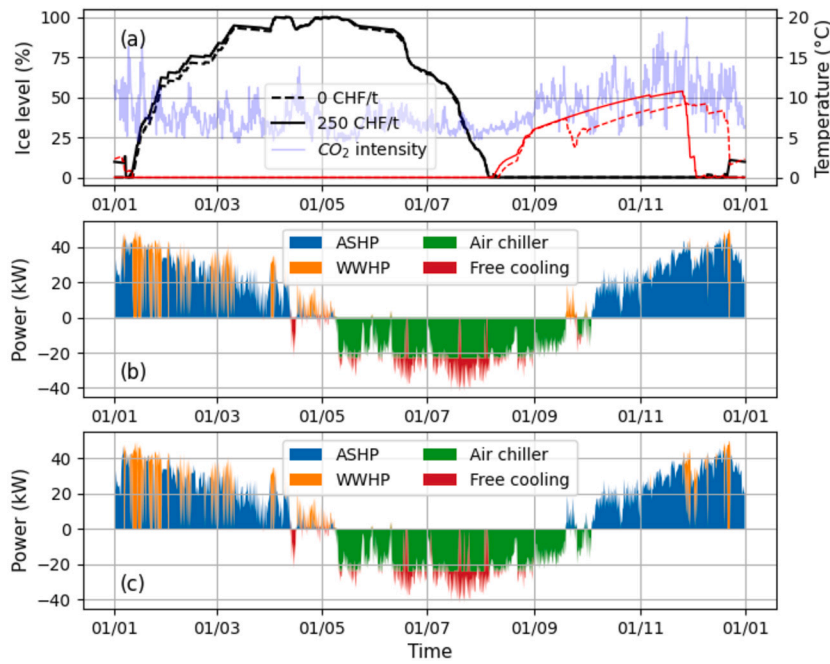 (a)
Ice level (%)
100
75
50
25
0
Temperature (°C)
20
15
10
5
0
0 CHF/t
250 CHF/t
CO2 intensity
01/01 01/03 01/05 01/07 01/09 01/11 01/01
Power (kW)
40
20
0
−20
−40
ASHP Air chiller
WWHP Free cooling
(b)
01/01 01/03 01/05 01/07 01/09 01/11 01/01
Power (kW)
40
20
0
−20
−40
ASHP Air chiller
WWHP Free cooling
(c)
01/01 01/03 01/05 01/07 01/09 01/11 01/01
Time